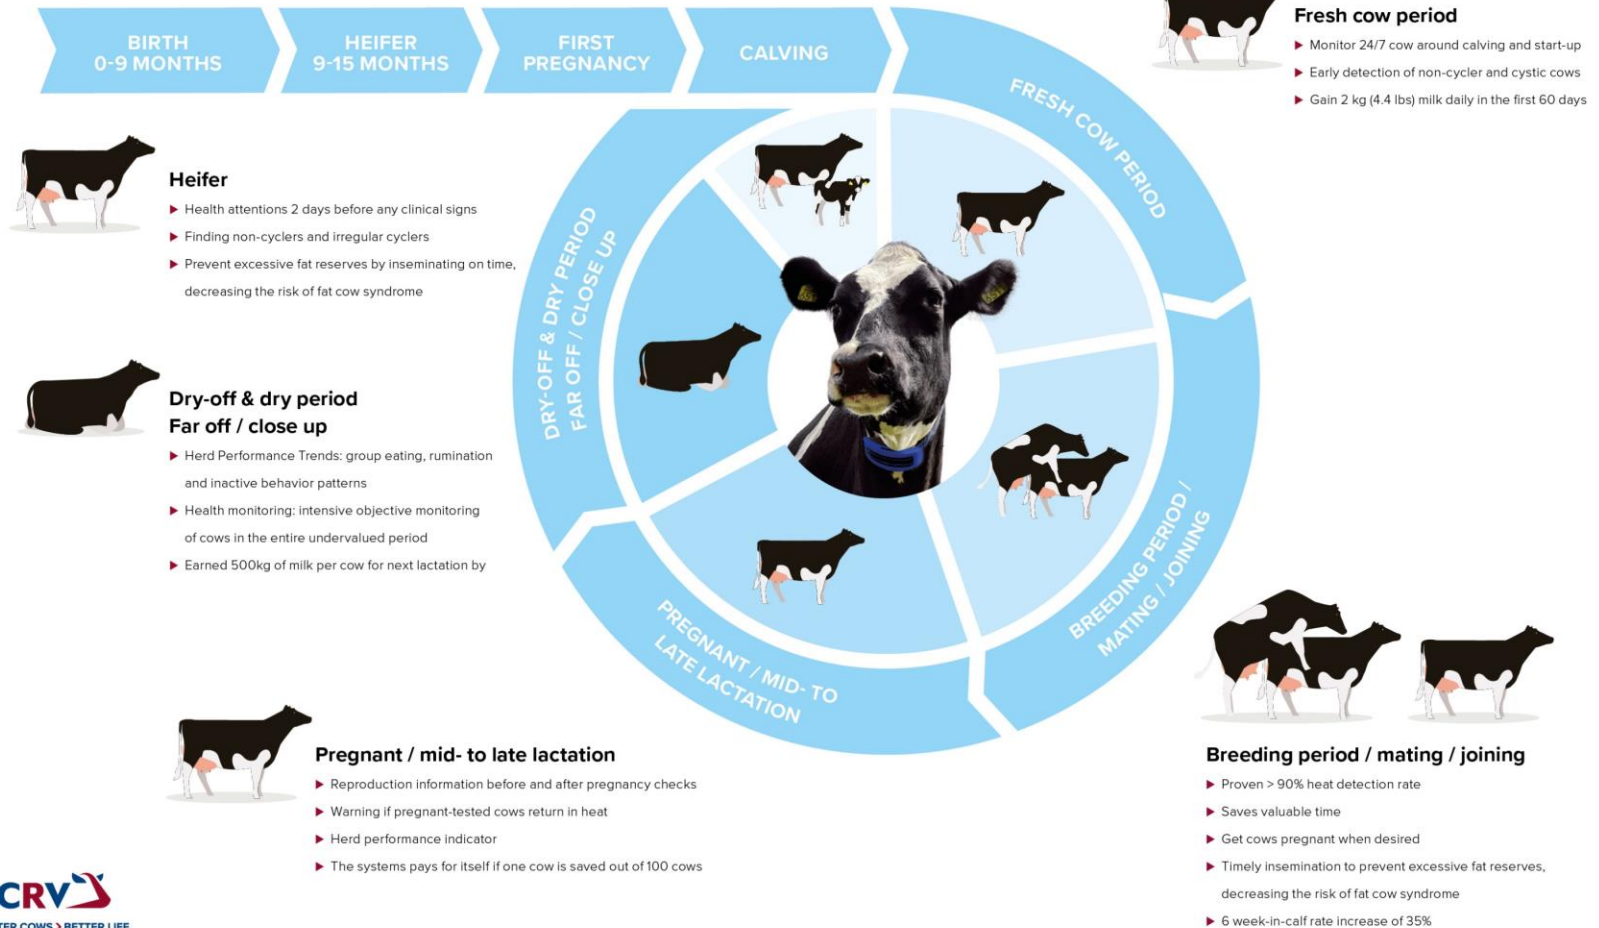 BIRTH
0-9 MONTHS
HEIFER
9-15 MONTHS
FIRST
PREGNANCY
CALVING
FRESH COW PERIOD
BREEDING PERIOD /
MATING / JOINING
PREGNANT / MID- TO
LATE LACTATION
DRY-OFF & DRY PERIOD
FAR OFF / CLOSE UP
Fresh cow period
Monitor 24/7 cow around calving and start-up
Early detection of non-cycler and cystic cows
Gain 2 kg (4.4 lbs) milk daily in the first 60 days
Heifer
Health attentions 2 days before any clinical signs
Finding non-cyclers and irregular cyclers
Prevent excessive fat reserves by inseminating on time,
decreasing the risk of fat cow syndrome
Dry-off & dry period
Far off / close up
Herd Performance Trends: group eating, rumination
and inactive behavior patterns
Health monitoring: intensive objective monitoring
of cows in the entire undervalued period
Earned 500kg of milk per cow for next lactation by
Pregnant / mid- to late lactation
Reproduction information before and after pregnancy checks
Warning if pregnant-tested cows return in heat
Herd performance indicator
The systems pays for itself if one cow is saved out of 100 cows
Breeding period / mating / joining
Proven > 90% heat detection rate
Saves valuable time
Get cows pregnant when desired
Timely insemination to prevent excessive fat reserves,
decreasing the risk of fat cow syndrome
6 week-in-calf rate increase of 35%
CRV
COWS > BETTER LIFE